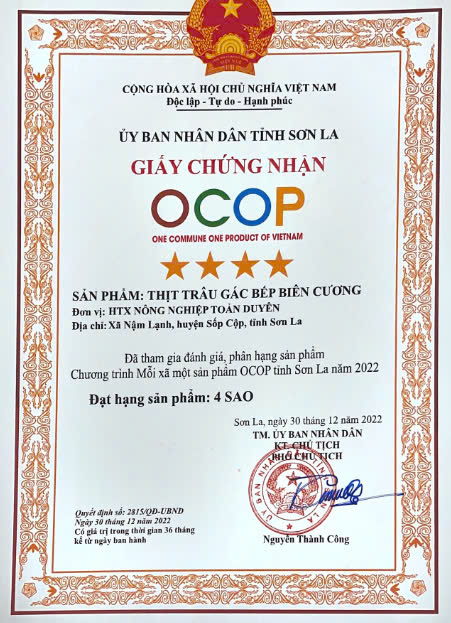 CỘNG HÒA XÃ HỘI CHỦ NGHĨA VIỆT NAM
Độc lập - Tự do - Hạnh phúc
ỦY BAN NHÂN DÂN TỈNH SƠN LA
GIẤY CHỨNG NHẬN
OCOP
ONE COMMUNE ONE PRODUCT OF VIETNAM
SẢN PHẨM: THỊT TRÂU GÁC BẾP BIÊN CƯƠNG
Đơn vị: HTX NÔNG NGHIỆP TOÀN DUYÊN
Địa chỉ: Xã Nậm Lạnh, huyện Sốp Cộp, tỉnh Sơn La
Đã tham gia đánh giá, phân hạng sản phẩm
Chương trình Mỗi xã một sản phẩm OCOP tỉnh Sơn La năm 2022
Đạt hạng sản phẩm: 4 SAO
Sơn La, ngày 30 tháng 12 năm 2022
TM. ỦY BAN NHÂN DÂN
KT. CHỦ TỊCH
PHÓ CHỦ TỊCH
Quyết định số: 2815/QĐ-UBND
Ngày 30 tháng 12 năm 2022
Có giá trị trong thời gian 36 tháng
kể từ ngày ban hành
Nguyễn Thành Công